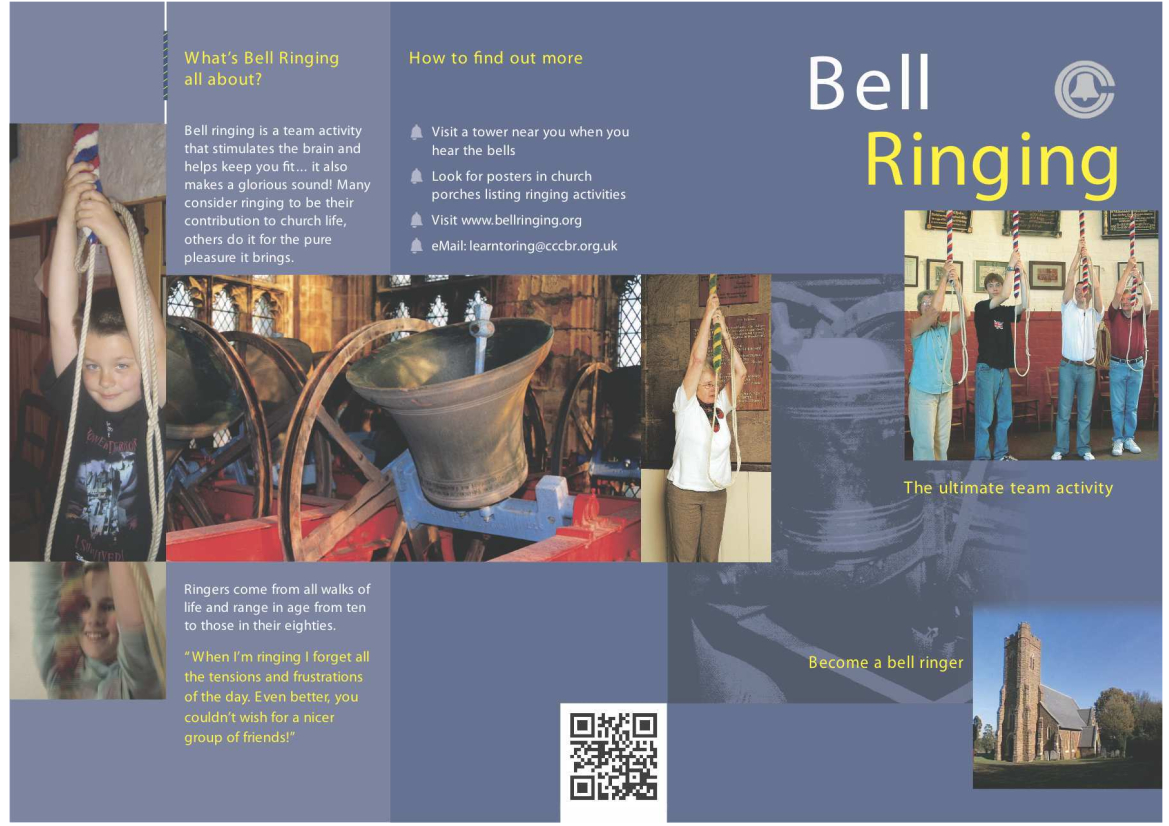 What's Bell Ringing
all about?
Bell ringing is a team activity
that stimulates the brain and
helps keep you fit... it also
makes a glorious sound! Many
consider ringing to be their
contribution to church life,
others do it for the pure
pleasure it brings.
Ringers come from all walks of
life and range in age from ten
to those in their eighties.
"When I'm ringing I forget all
the tensions and frustrations
of the day. Even better, you
couldn't wish for a nicer
group of friends!"
How to find out more
Visit a tower near you when you
hear the bells
Look for posters in church
porches listing ringing activities
Visit www.bellringing.org
eMail: learntoring@cccbr.org.uk
Bell
Ringing
The ultimate team activity
Become a bell ringer